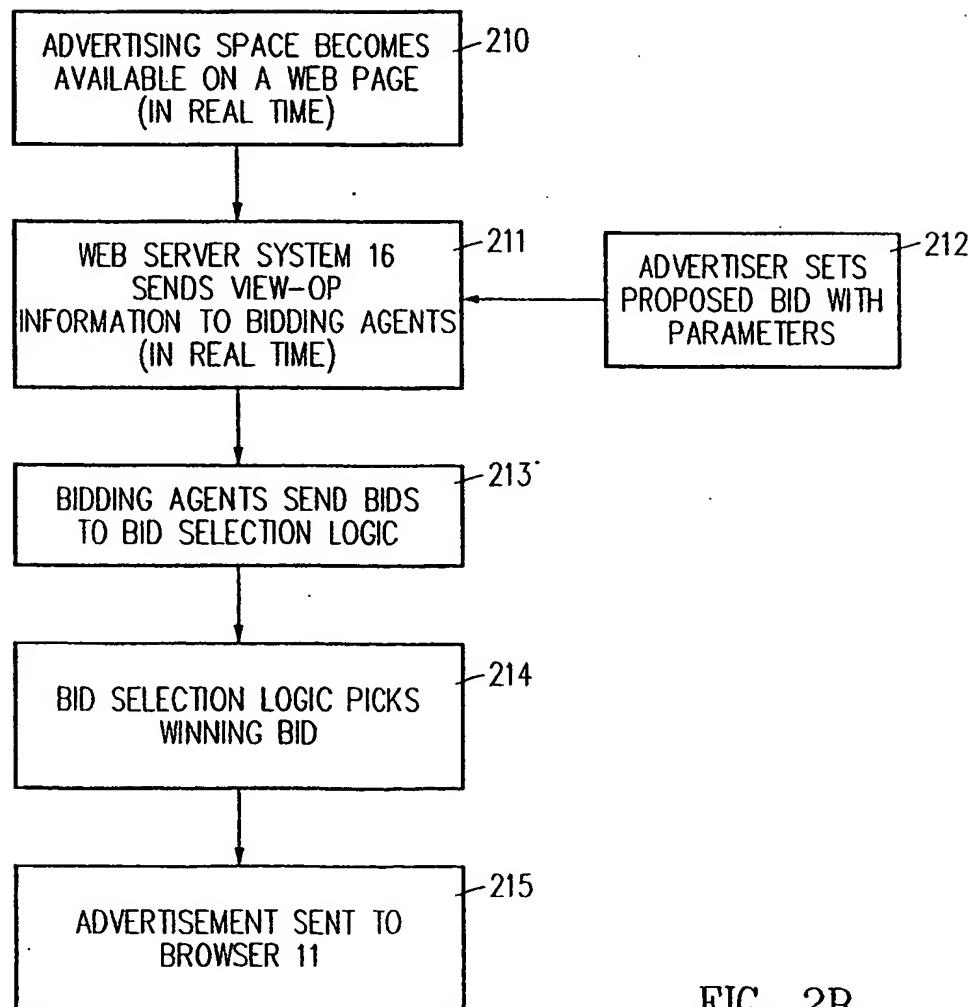 ADVERTISING SPACE BECOMES
AVAILABLE ON A WEB PAGE
(IN REAL TIME)
210
WEB SERVER SYSTEM 16
SENDS VIEW-OP
INFORMATION TO BIDDING AGENTS
(IN REAL TIME)
211
ADVERTISER SETS
PROPOSED BID WITH
PARAMETERS
212
BIDDING AGENTS SEND BIDS
TO BID SELECTION LOGIC
213
BID SELECTION LOGIC PICKS
WINNING BID
214
ADVERTISEMENT SENT TO
BROWSER 11
215
FIG. 2B